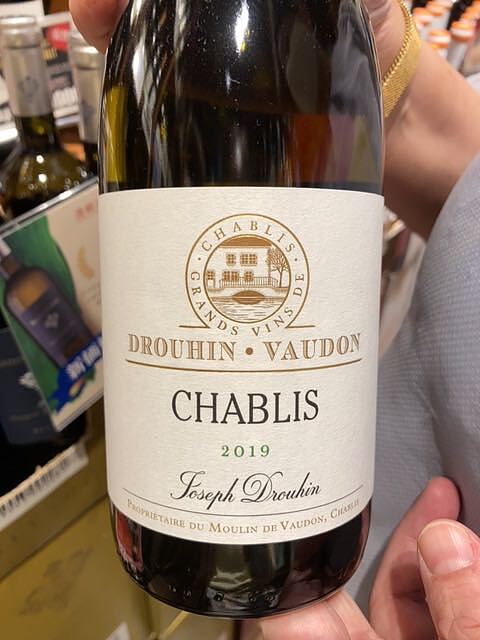 CHABLIS
GRANDS VINS DE
DROUHIN • VAUDON
CHABLIS
2019
Joseph Drouhin
PROPRIÉTAIRE DU MOULIN DE VAUDON, CHABLIS